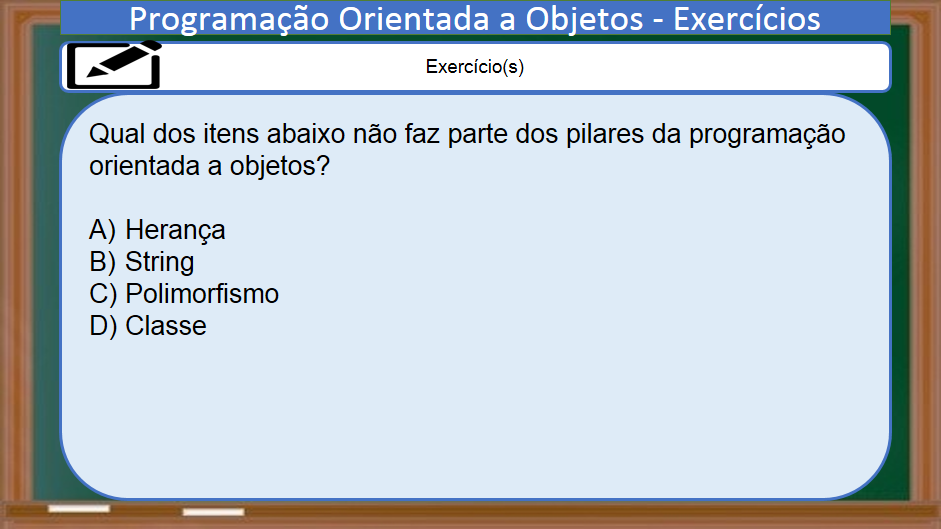 Programação Orientada a Objetos - Exercícios
Exercício(s)
Qual dos itens abaixo não faz parte dos pilares da programação
orientada a objetos?
A) Herança
B) String
C) Polimorfismo
D) Classe